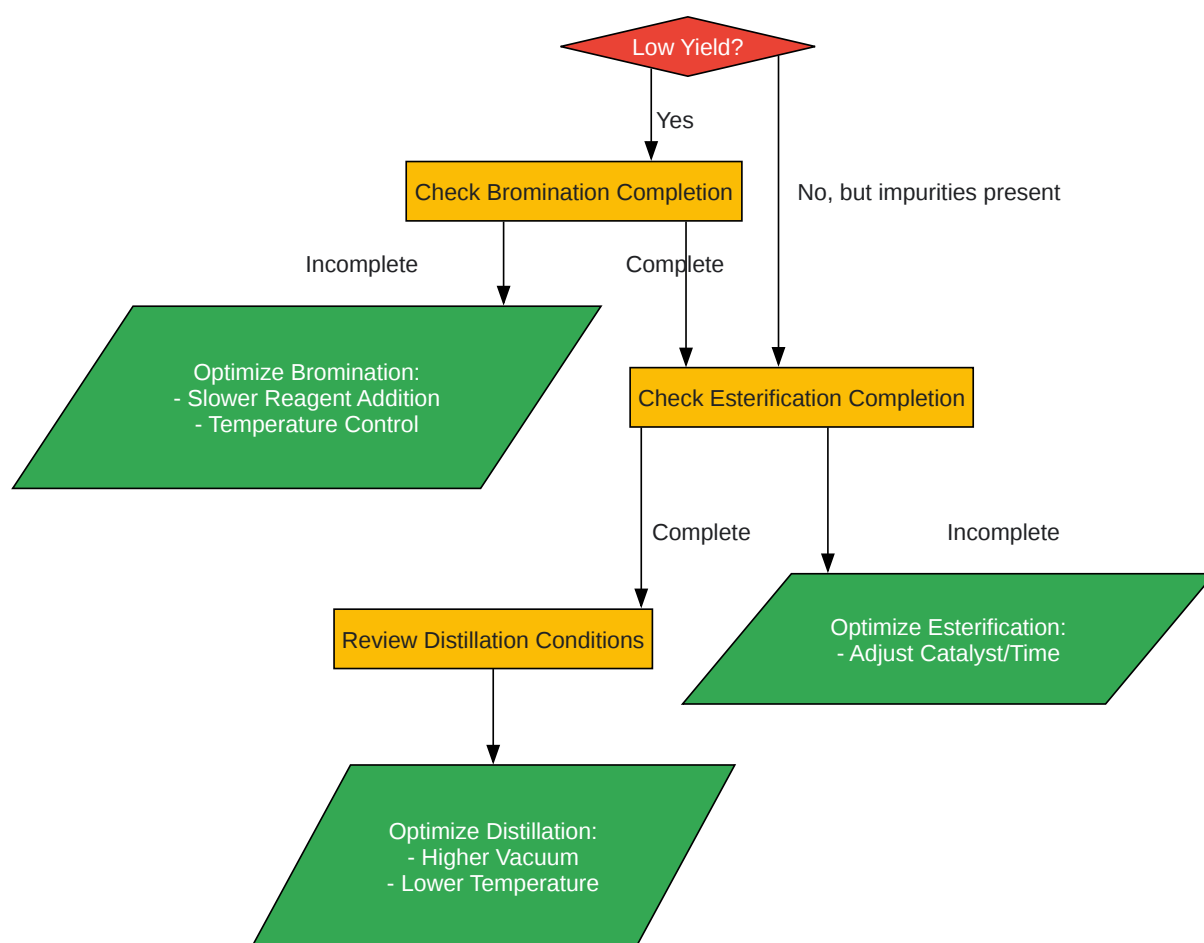 Low Yield?
Yes
Check Bromination Completion
No, but impurities present
Incomplete
Complete
Optimize Bromination:
- Slower Reagent Addition
- Temperature Control
Check Esterification Completion
Complete
Incomplete
Review Distillation Conditions
Optimize Esterification:
- Adjust Catalyst/Time
Optimize Distillation:
- Higher Vacuum
- Lower Temperature